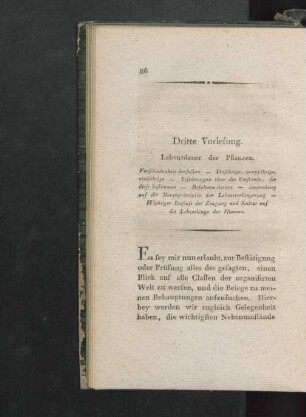 86
Dritte Vorlesung.
Lebensdauer der Pflanzen.
Verschiedenheit derselben — Einjährige, zweyjährige,
vieljährige — Erfahrungen über die Umstände, die
diess bestimmen — Resultate daraus — Anwendung
auf die Hauptprincipien der Lebensverlängerung —
Wichtiger Einfluss der Zeugung und Kultur auf
die Lebenslänge der Pflanzen.
Es sey mir nun erlaubt, zur Bestätigung
oder Prüfung alles des gesagten, einen
Blick auf alle Classen der organisirten
Welt zu werfen, und die Belege zu mei-
nen Behauptungen aufzusuchen. Hier-
bey werden wir zugleich Gelegenheit
haben, die wichtigsten Nebenumstände